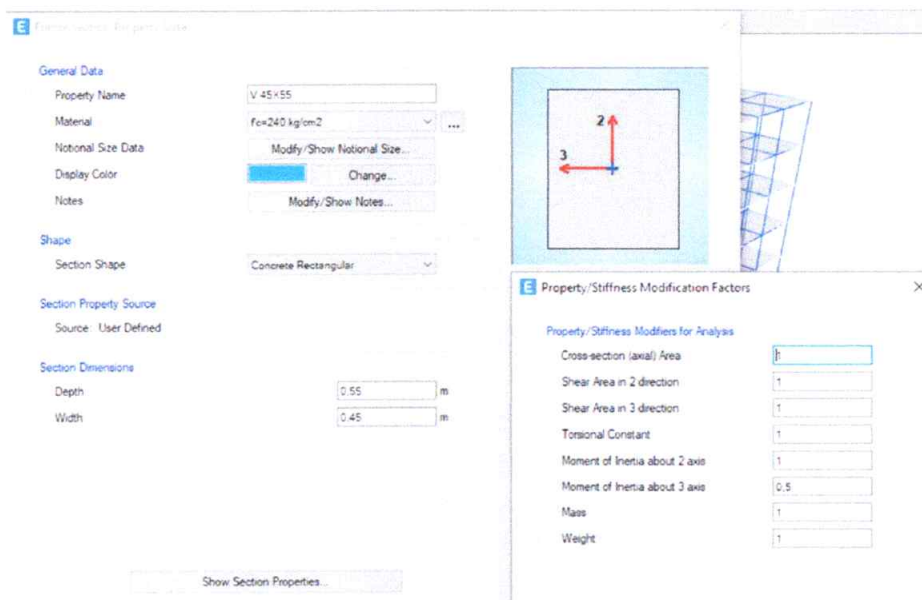 E
General Data
Property Name V 45X55
Material f'c=240 kg/cm2 ...
Notional Size Data Modify/Show Notional Size...
Display Color Change...
Notes Modify/Show Notes...
Shape
Section Shape Concrete Rectangular
Section Property Source
Source: User Defined
Section Dimensions
Depth 0.55 m
Width 0.45 m
Show Section Properties...
2
3
E Property/Stiffness Modification Factors
Property/Stiffness Modifiers for Analysis
Cross-section (axial) Area 1
Shear Area in 2 direction 1
Shear Area in 3 direction 1
Torsional Constant 1
Moment of Inertia about 2 axis 1
Moment of Inertia about 3 axis 0.5
Mass 1
Weight 1